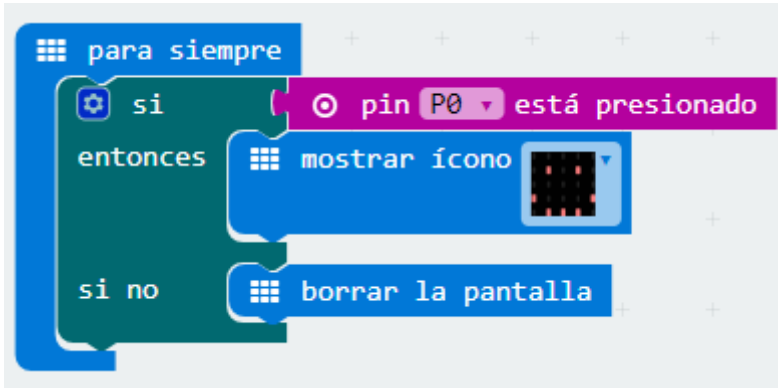 para siempre
si pin P0 está presionado
entonces mostrar ícono
si no borrar la pantalla